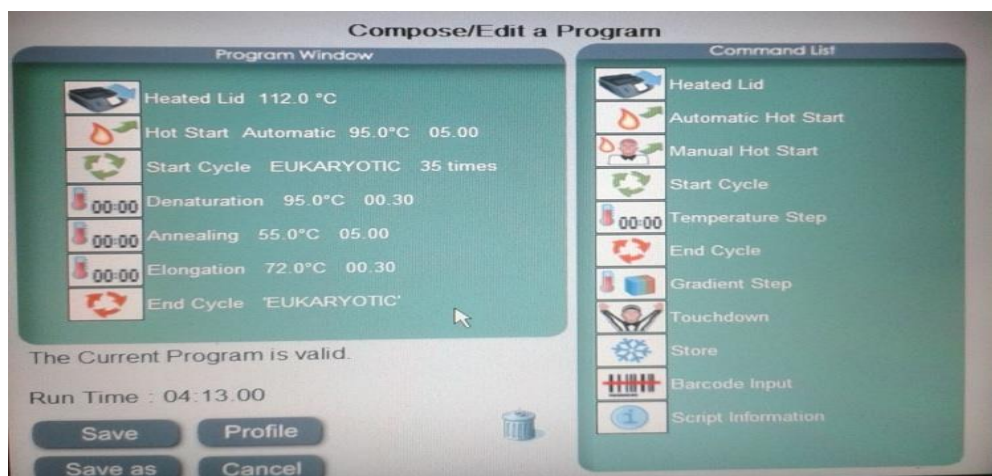 Compose/Edit a Program
Program Window
Heated Lid 112.0 °C
Hot Start Automatic 95.0°C 05.00
Start Cycle EUKARYOTIC 35 times
00:00 Denaturation 95.0°C 00.30
00:00 Annealing 55.0°C 05.00
00:00 Elongation 72.0°C 00.30
End Cycle 'EUKARYOTIC'
The Current Program is valid.
Run Time : 04:13.00
Save Profile
Save as Cancel
Command List
Heated Lid
Automatic Hot Start
Manual Hot Start
Start Cycle
00:00 Temperature Step
End Cycle
Gradient Step
Touchdown
Store
Barcode Input
Script Information